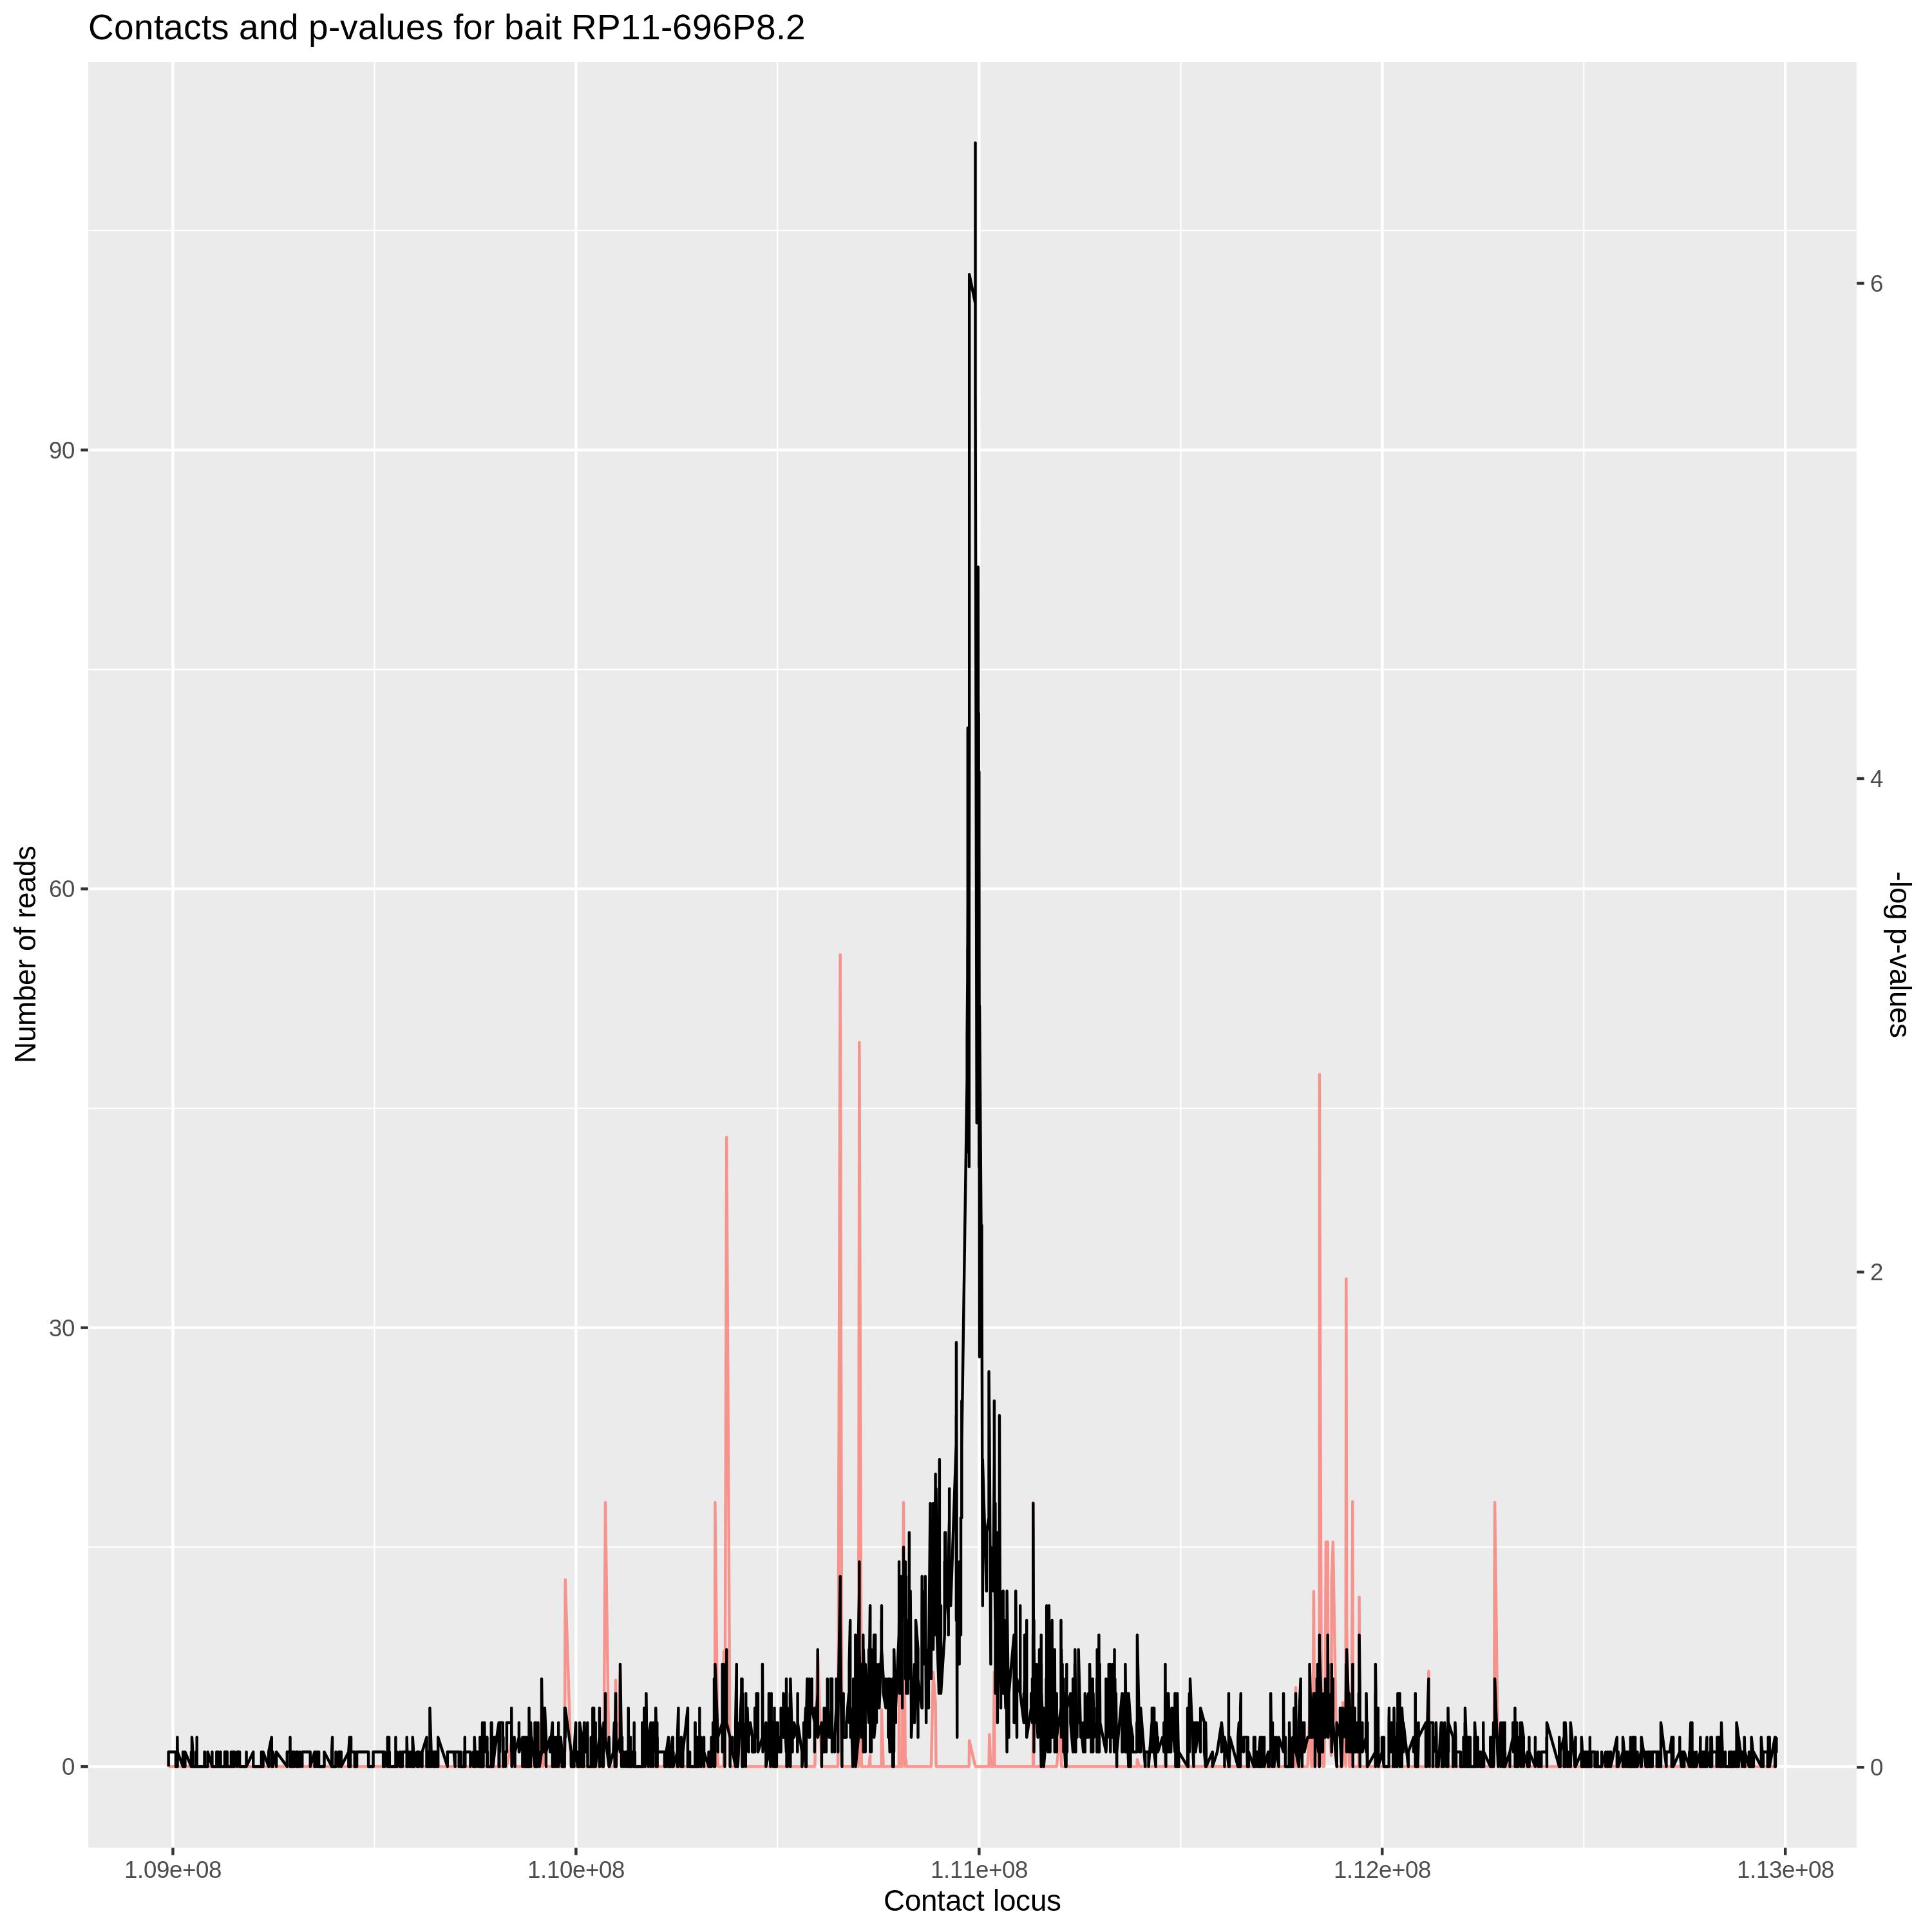 Contacts and p-values for bait RP11-696P8.2
90
60
30
0
6
4
2
0
Number of reads
-log p-values
1.09e+08
1.10e+08
1.11e+08
1.12e+08
1.13e+08
Contact locus